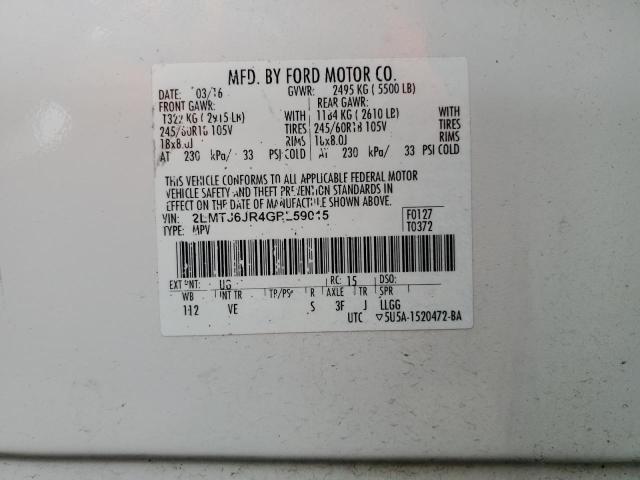 MFD. BY FORD MOTOR CO.
DATE: 03/16 GVWR: 2495 KG ( 5500 LB)
FRONT GAWR: REAR GAWR:
1322 KG ( 2915 LB) WITH 1184 KG ( 2610 LB) WITH
245/60R18 105V TIRES 245/60R18 105V TIRES
18x8.0J RIMS 18x8.0J RIMS
AT 230 kPa/ 33 PSI COLD AT 230 kPa/ 33 PSI COLD
THIS VEHICLE CONFORMS TO ALL APPLICABLE FEDERAL MOTOR
VEHICLE SAFETY AND THEFT PREVENTION STANDARDS IN
EFFECT ON THE DATE OF MANUFACTURE SHOWN ABOVE.
VIN: 2LMTJ6JR4GBL59015 F0127
TYPE: MPV T0372
EXT PNT: UG RC: 15 DSO:
WB INT TR TP/PS R AXLE TR SPR
112 VE S 3F J LLGG
UTC ▽5U5A-1520472-BA